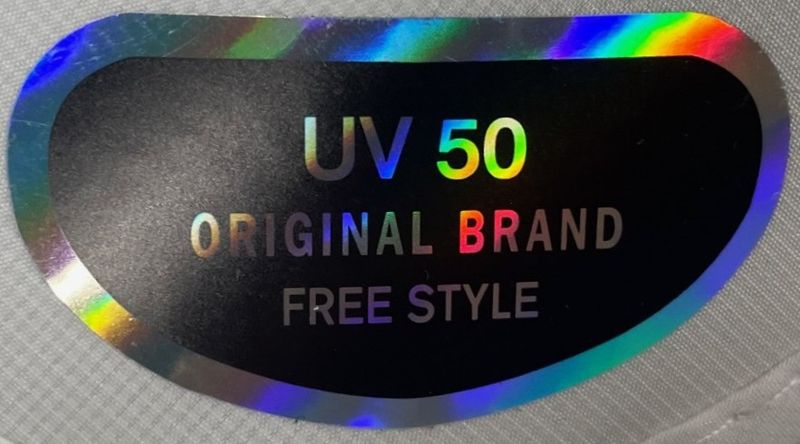 UV 50
ORIGINAL BRAND
FREE STYLE